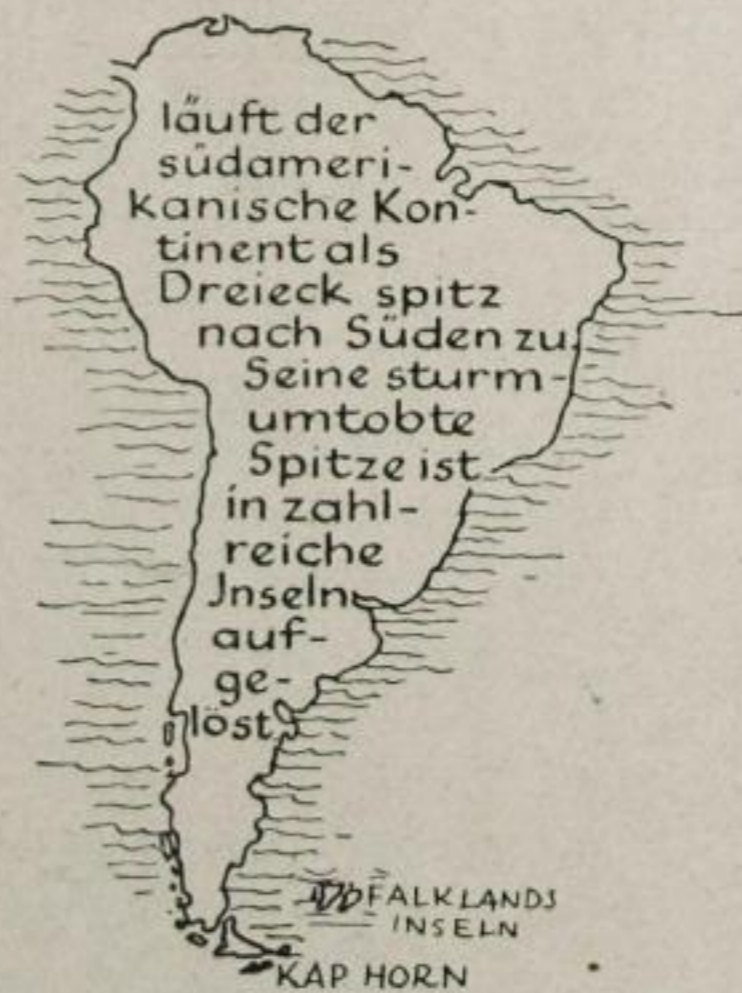 läuft der
südameri-
kanische Kon-
tinent als
Dreieck spitz
nach Süden zu.
Seine sturm-
umtobte
Spitze ist
in zahl-
reiche
Jnseln
auf-
ge-
löst.
FALKLANDS
INSELN
KAP HORN